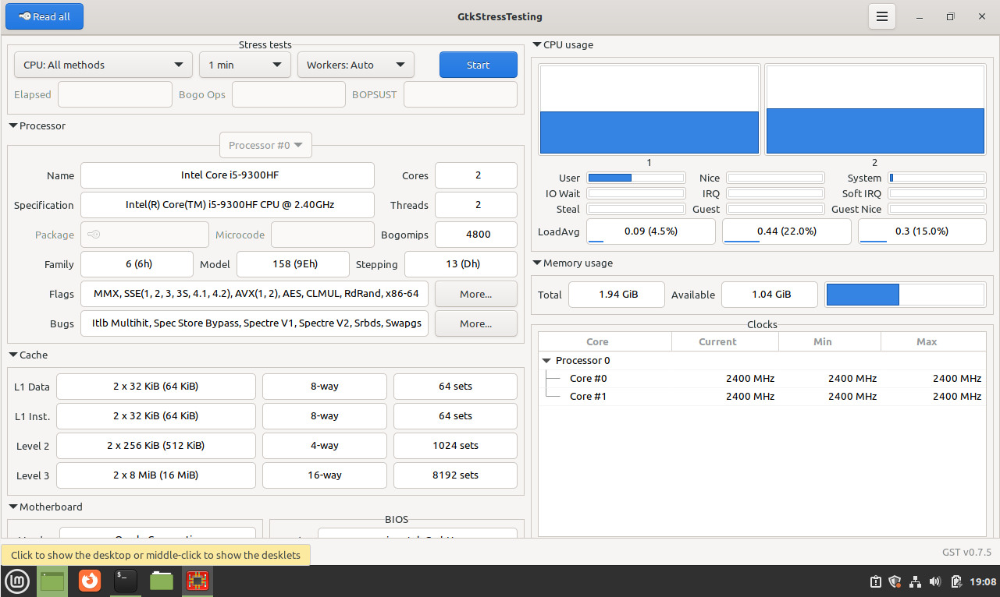 Read all
GtkStressTesting
Stress tests
CPU: All methods
1 min
Workers: Auto
Start
Elapsed
Bogo Ops
BOPSUST
Processor
Processor #0
Name
Intel Core i5-9300HF
Cores
2
Specification
Intel(R) Core(TM) i5-9300HF CPU @ 2.40GHz
Threads
2
Package
Microcode
Bogomips
4800
Family
6 (6h)
Model
158 (9Eh)
Stepping
13 (Dh)
Flags
MMX, SSE(1, 2, 3, 3S, 4.1, 4.2), AVX(1, 2), AES, CLMUL, RdRand, x86-64
More...
Bugs
Itlb Multihit, Spec Store Bypass, Spectre V1, Spectre V2, Srbds, Swapgs
More...
Cache
L1 Data
2 x 32 KiB (64 KiB)
8-way
64 sets
L1 Inst.
2 x 32 KiB (64 KiB)
8-way
64 sets
Level 2
2 x 256 KiB (512 KiB)
4-way
1024 sets
Level 3
2 x 8 MiB (16 MiB)
16-way
8192 sets
Motherboard
BIOS
CPU usage
1
2
User
Nice
System
IO Wait
IRQ
Soft IRQ
Steal
Guest
Guest Nice
LoadAvg
0.09 (4.5%)
0.44 (22.0%)
0.3 (15.0%)
Memory usage
Total
1.94 GiB
Available
1.04 GiB
Clocks
Core
Current
Min
Max
Processor 0
Core #0
2400 MHz
2400 MHz
2400 MHz
Core #1
2400 MHz
2400 MHz
2400 MHz
Click to show the desktop or middle-click to show the desklets
GST v0.7.5
19:08